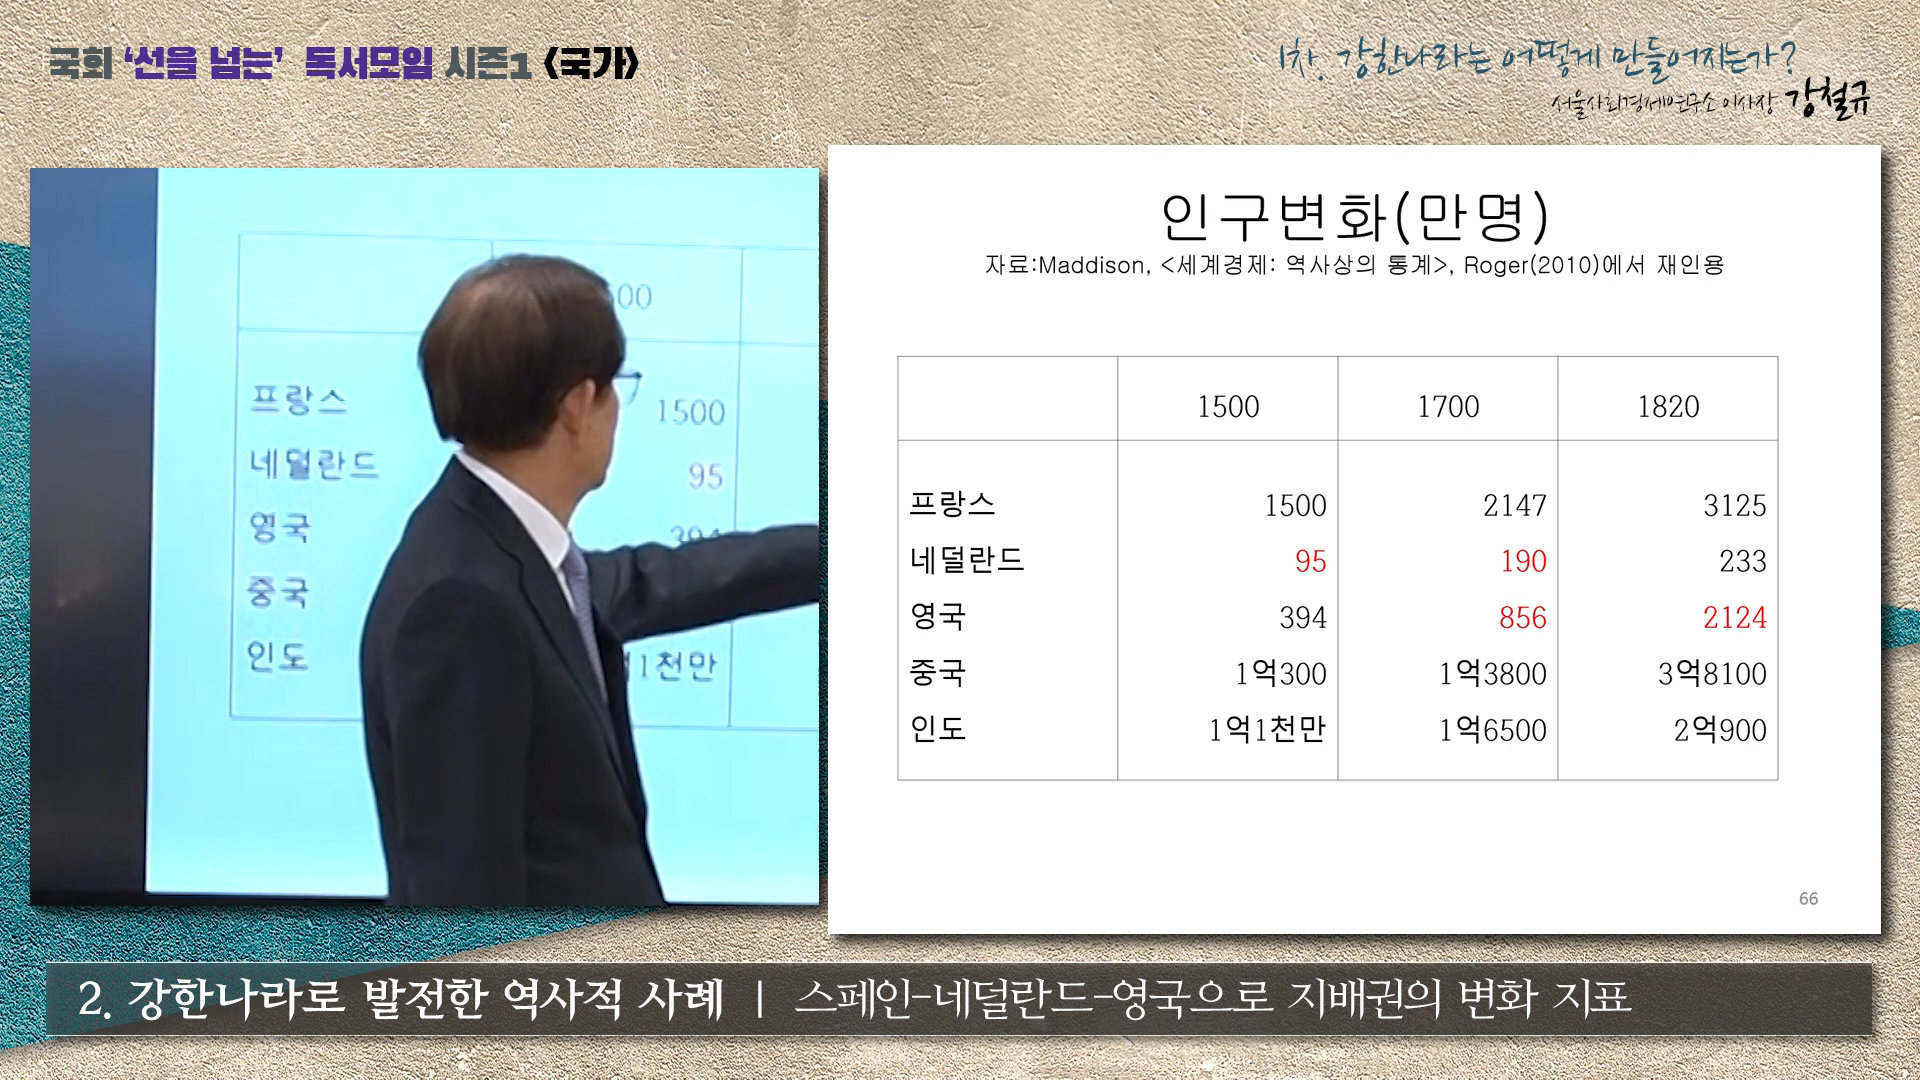 국회 ‘선을 넘는’ 독서모임 시즌1 〈국가〉
1차. 강한나라는 어떻게 만들어지는가?
서울사회경제연구소 이사장 강철규
00
프랑스 1500
네덜란드 95
영국 394
중국
인도 1천만
인구변화(만명)
자료:Maddison, <세계경제: 역사상의 통계>, Roger(2010)에서 재인용
1500 1700 1820
프랑스 1500 2147 3125
네덜란드 95 190 233
영국 394 856 2124
중국 1억300 1억3800 3억8100
인도 1억1천만 1억6500 2억900
66
2. 강한나라로 발전한 역사적 사례 | 스페인-네덜란드-영국으로 지배권의 변화 지표